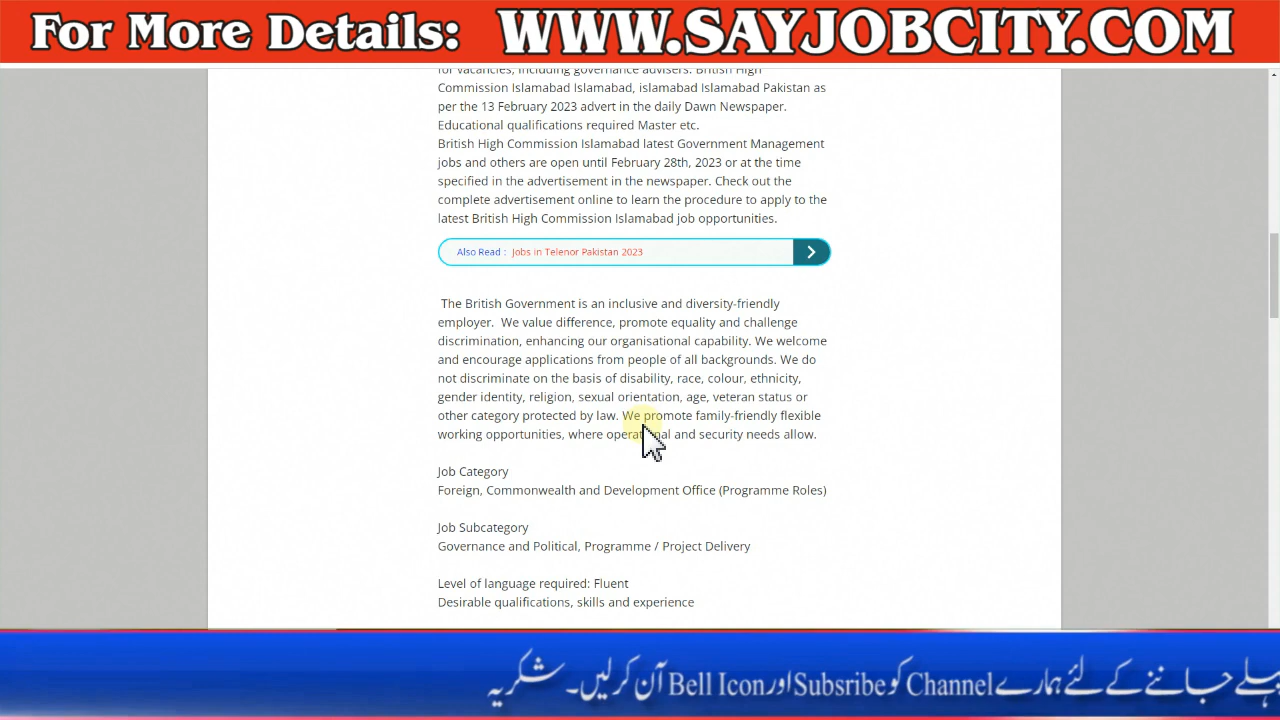 For More Details: WWW.SAYJOBCITY.COM
for vacancies, including governance advisers. British High
Commission Islamabad Islamabad, islamabad Islamabad Pakistan as
per the 13 February 2023 advert in the daily Dawn Newspaper.
Educational qualifications required Master etc.
British High Commission Islamabad latest Government Management
jobs and others are open until February 28th, 2023 or at the time
specified in the advertisement in the newspaper. Check out the
complete advertisement online to learn the procedure to apply to the
latest British High Commission Islamabad job opportunities.
Also Read : Jobs in Telenor Pakistan 2023
The British Government is an inclusive and diversity-friendly
employer. We value difference, promote equality and challenge
discrimination, enhancing our organisational capability. We welcome
and encourage applications from people of all backgrounds. We do
not discriminate on the basis of disability, race, colour, ethnicity,
gender identity, religion, sexual orientation, age, veteran status or
other category protected by law. We promote family-friendly flexible
working opportunities, where operational and security needs allow.
Job Category
Foreign, Commonwealth and Development Office (Programme Roles)
Job Subcategory
Governance and Political, Programme / Project Delivery
Level of language required: Fluent
Desirable qualifications, skills and experience
پہلے جاننے کے لئے ہمارے Channel کو Subsribe اور Bell Icon آن کرلیں۔ شکریہ